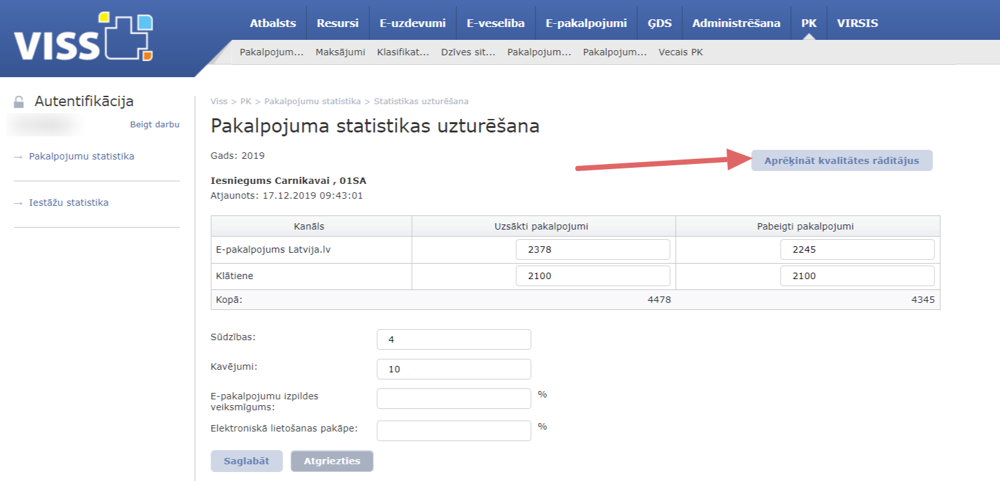 VISS
Atbalsts Resursi E-uzdevumi E-veselība E-pakalpojumi ĢDS Administrēšana PK VIRSIS
Pakalpojum... Maksājumi Klasifikat... Dzīves sit... Pakalpojum... Pakalpojum... Vecais PK
Autentifikācija
Beigt darbu
→ Pakalpojumu statistika
→ Iestāžu statistika
Viss > PK > Pakalpojumu statistika > Statistikas uzturēšana
Pakalpojuma statistikas uzturēšana
Gads: 2019
Aprēķināt kvalitātes rādītājus
Iesniegums Carnikavai , 01SA
Atjaunots: 17.12.2019 09:43:01
Kanāls Uzsākti pakalpojumi Pabeigti pakalpojumi
E-pakalpojums Latvija.lv 2378 2245
Klātiene 2100 2100
Kopā: 4478 4345
Sūdzības: 4
Kavējumi: 10
E-pakalpojumu izpildes %
veiksmīgums:
Elektroniskā lietošanas pakāpe: %
Saglabāt Atgriezties